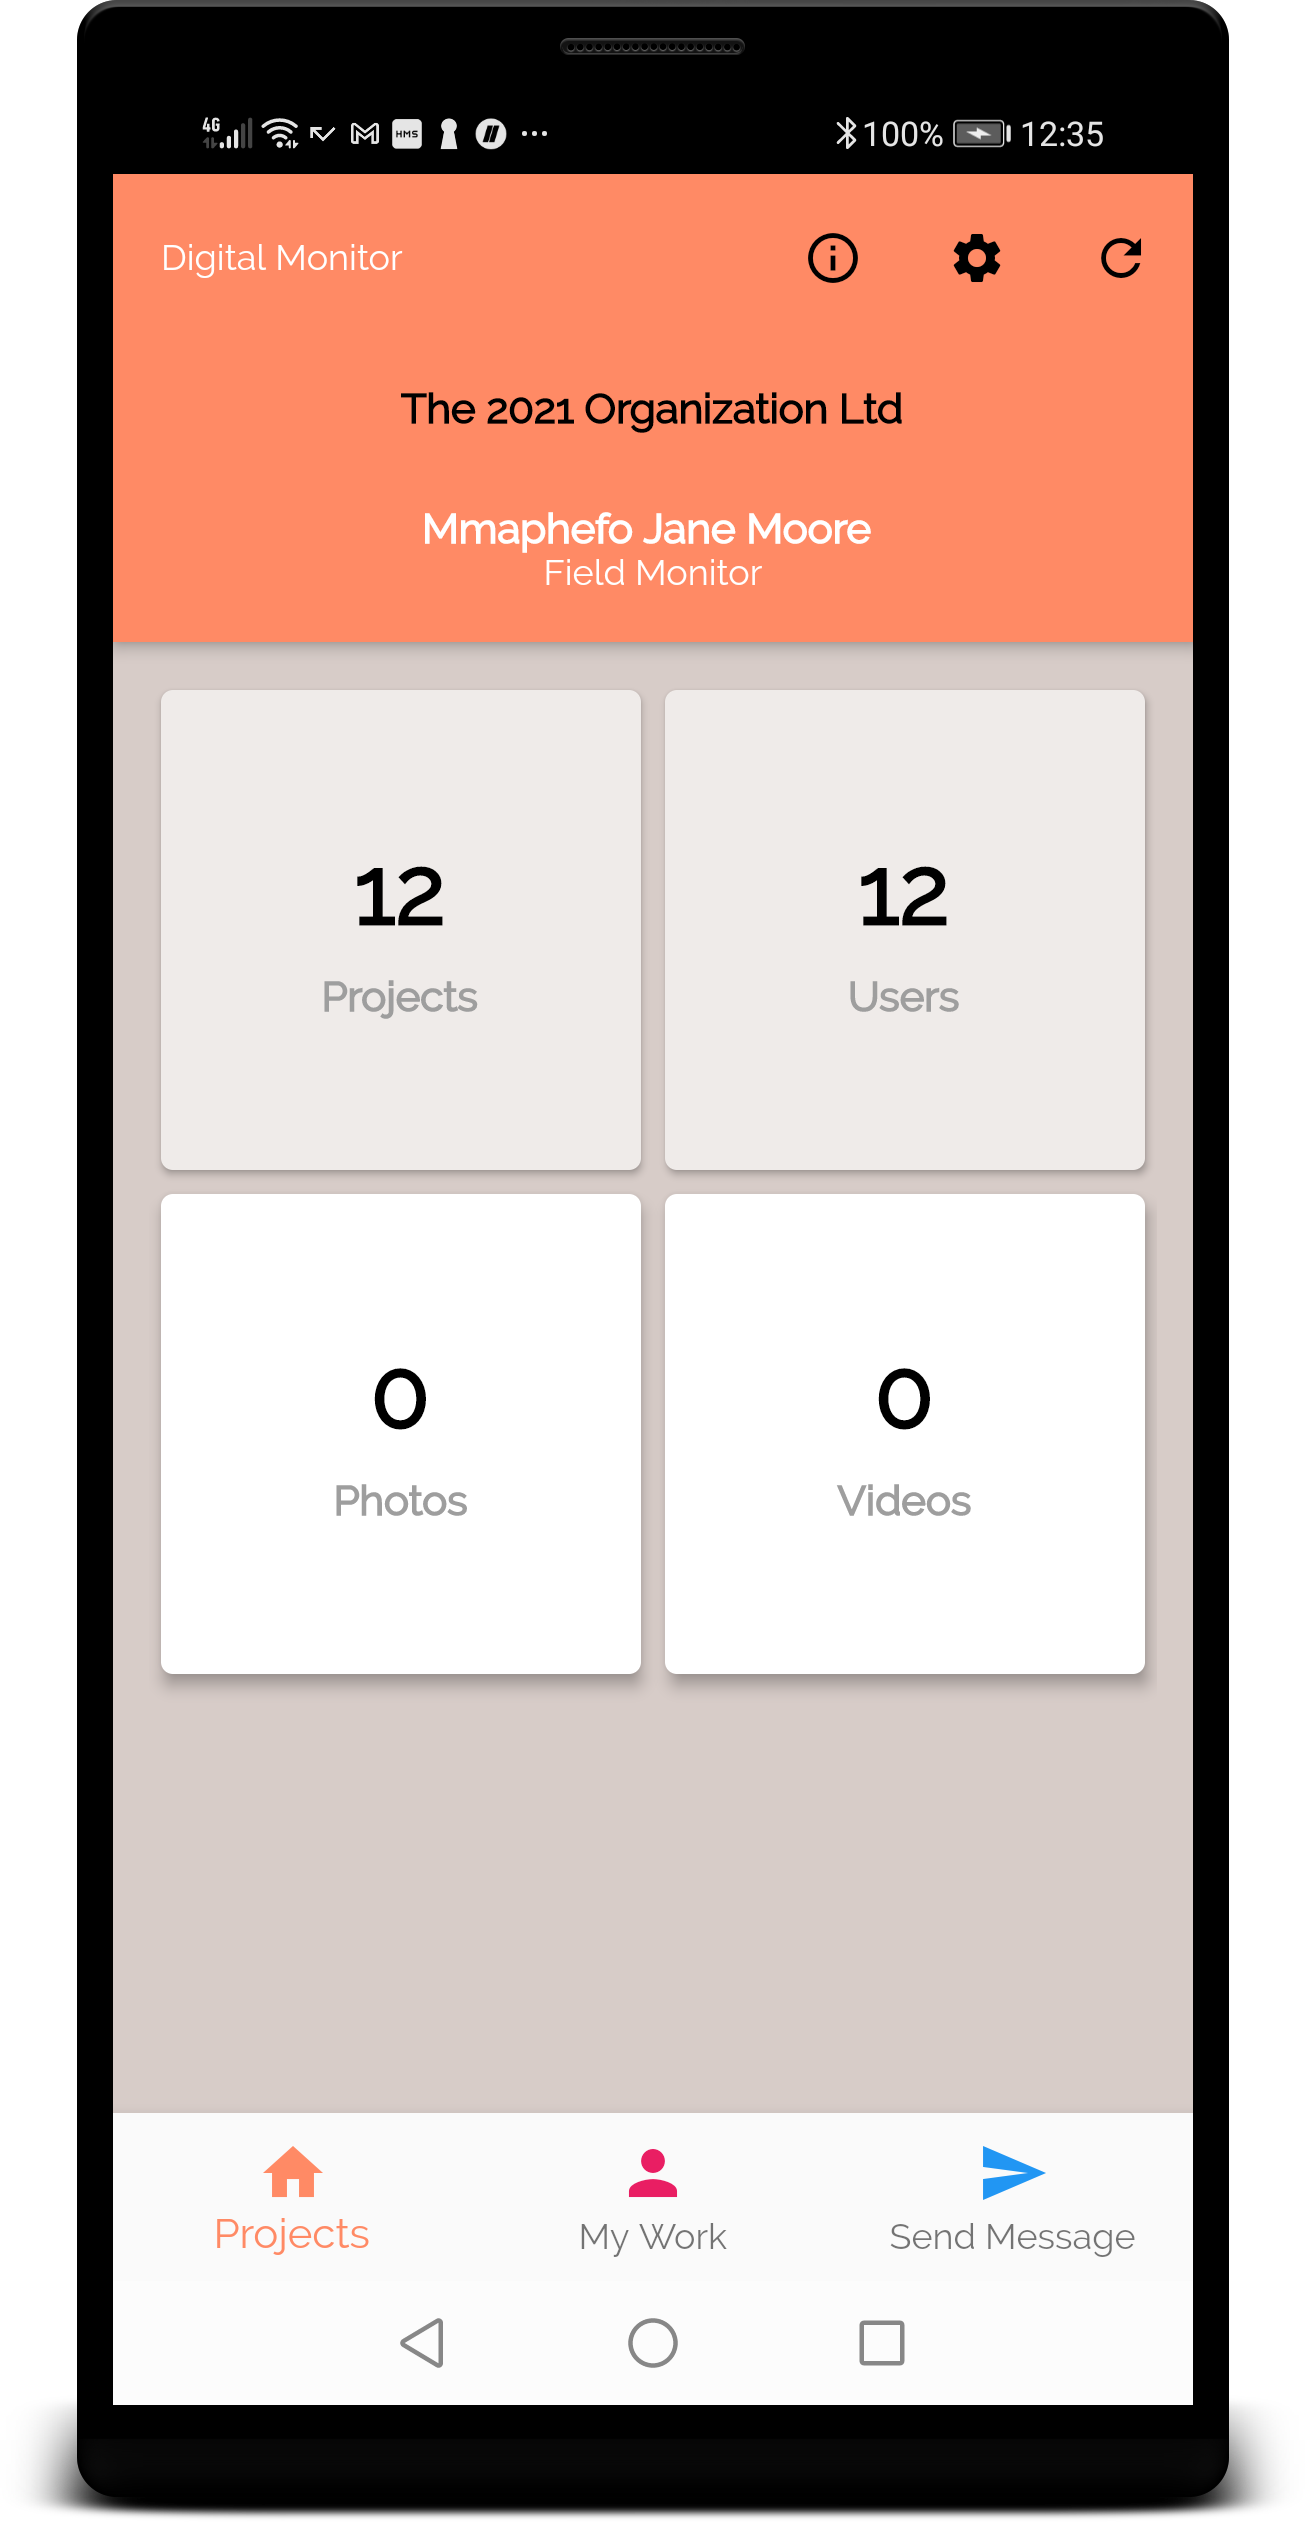 4G
HMS
100% 12:35
Digital Monitor
The 2021 Organization Ltd
Mmaphefo Jane Moore
Field Monitor
12
Projects
12
Users
0
Photos
0
Videos
Projects
My Work
Send Message